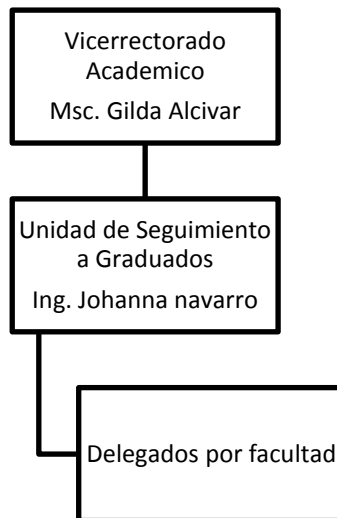 Vicerrectorado
Academico
Msc. Gilda Alcivar
Unidad de Seguimiento
a Graduados
Ing. Johanna navarro
Delegados por facultad